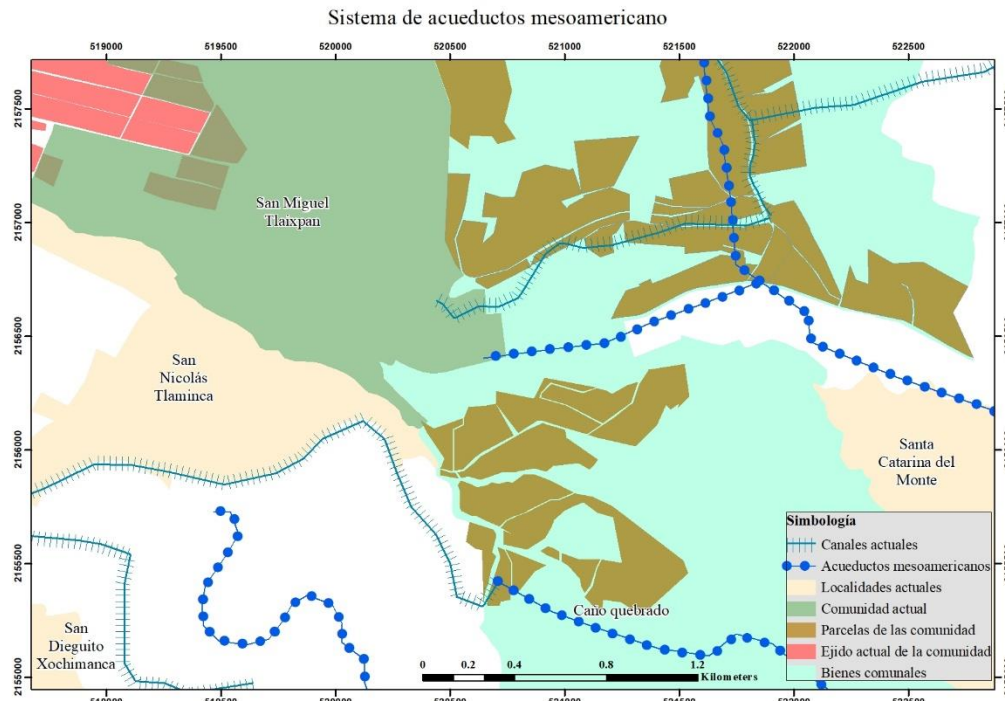 Sistema de acueductos mesoamericano
519000 519500 520000 520500 521000 521500 522000 522500
2157500
2157000
San Miguel
Tlaixpan
2156500
San
Nicolás
Tlaminca
2156000
Santa
Catarina del
Monte
2155500
Caño quebrado
San
Dieguito
Xochimanca
Simbología
Canales actuales
Acueductos mesoamericanos
Localidades actuales
Comunidad actual
Parcelas de las comunidad
Ejido actual de la comunidad
Bienes comunales
0 0.2 0.4 0.8 1.2
Kilometers